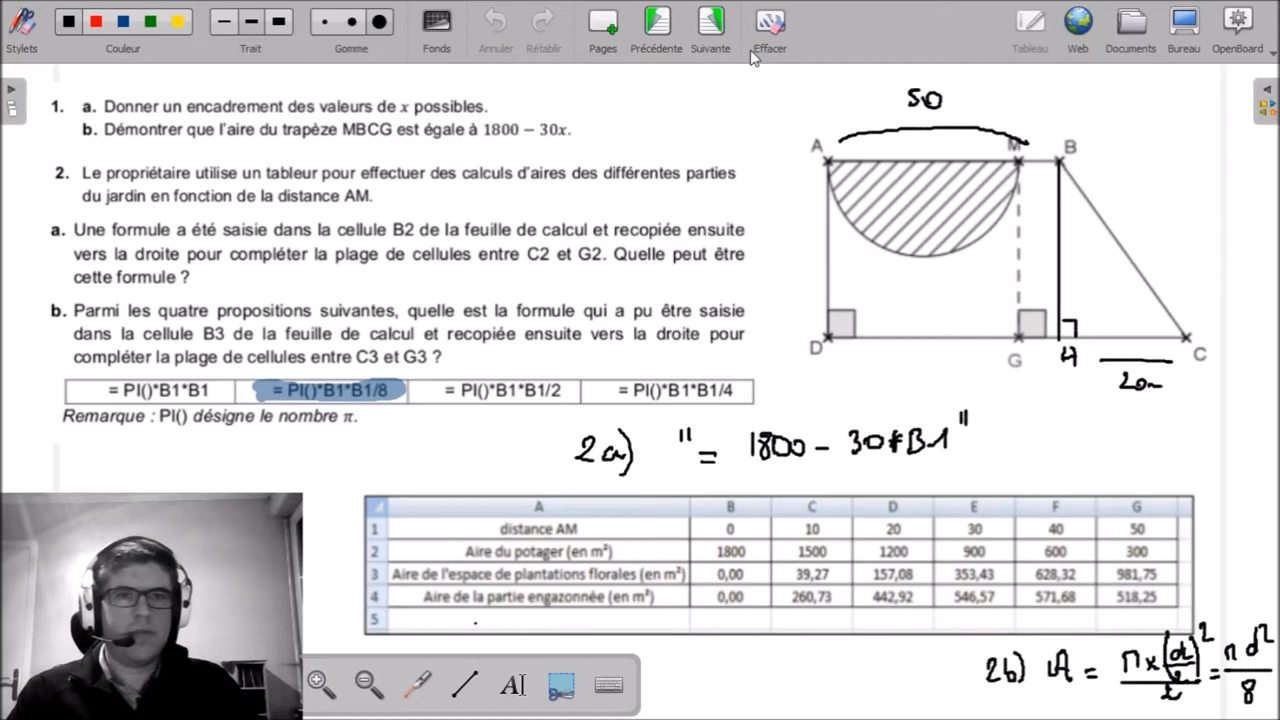 Stylets Couleur Trait Gomme Fonds Annuler Rétablir Pages Précédente Suivante Effacer Tableau Web Documents Bureau OpenBoard
1. a. Donner un encadrement des valeurs de x possibles.
b. Démontrer que l'aire du trapèze MBCG est égale à 1800 − 30x.
2. Le propriétaire utilise un tableur pour effectuer des calculs d'aires des différentes parties
du jardin en fonction de la distance AM.
a. Une formule a été saisie dans la cellule B2 de la feuille de calcul et recopiée ensuite
vers la droite pour compléter la plage de cellules entre C2 et G2. Quelle peut être
cette formule ?
b. Parmi les quatre propositions suivantes, quelle est la formule qui a pu être saisie
dans la cellule B3 de la feuille de calcul et recopiée ensuite vers la droite pour
compléter la plage de cellules entre C3 et G3 ?
= PI()*B1*B1 = PI()*B1*B1/8 = PI()*B1*B1/2 = PI()*B1*B1/4
Remarque : PI() désigne le nombre π.
50
A M B
D G H C
20m
2a) "= 1800 − 30*B1"
A B C D E F G
1 distance AM 0 10 20 30 40 50
2 Aire du potager (en m²) 1800 1500 1200 900 600 300
3 Aire de l'espace de plantations florales (en m²) 0,00 39,27 157,08 353,43 628,32 981,75
4 Aire de la partie engazonnée (en m²) 0,00 260,73 442,92 546,57 571,68 518,25
5
2b) A = π×(d/2)²/2 = πd²/8